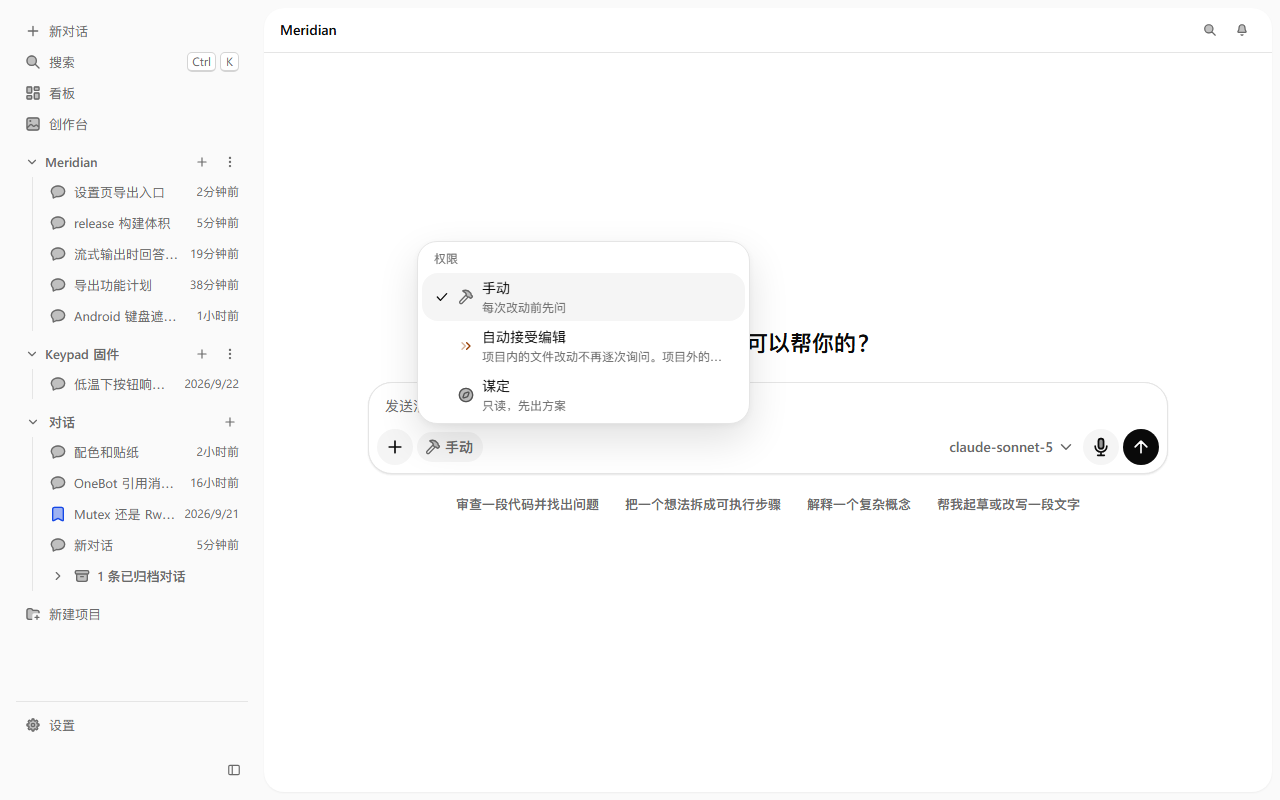 新对话
搜索 Ctrl K
看板
创作台
Meridian
设置页导出入口 2分钟前
release 构建体积 5分钟前
流式输出时回答… 19分钟前
导出功能计划 38分钟前
Android 键盘遮… 1小时前
Keypad 固件
低温下按钮响… 2026/9/22
对话
配色和贴纸 2小时前
OneBot 引用消… 16小时前
Mutex 还是 Rw… 2026/9/21
新对话 5分钟前
1 条已归档对话
新建项目
设置
Meridian
权限
手动
每次改动前先问
自动接受编辑
项目内的文件改动不再逐次询问。项目外的…
谋定
只读，先出方案
可以帮你的？
发送
手动 claude-sonnet-5
审查一段代码并找出问题 把一个想法拆成可执行步骤 解释一个复杂概念 帮我起草或改写一段文字